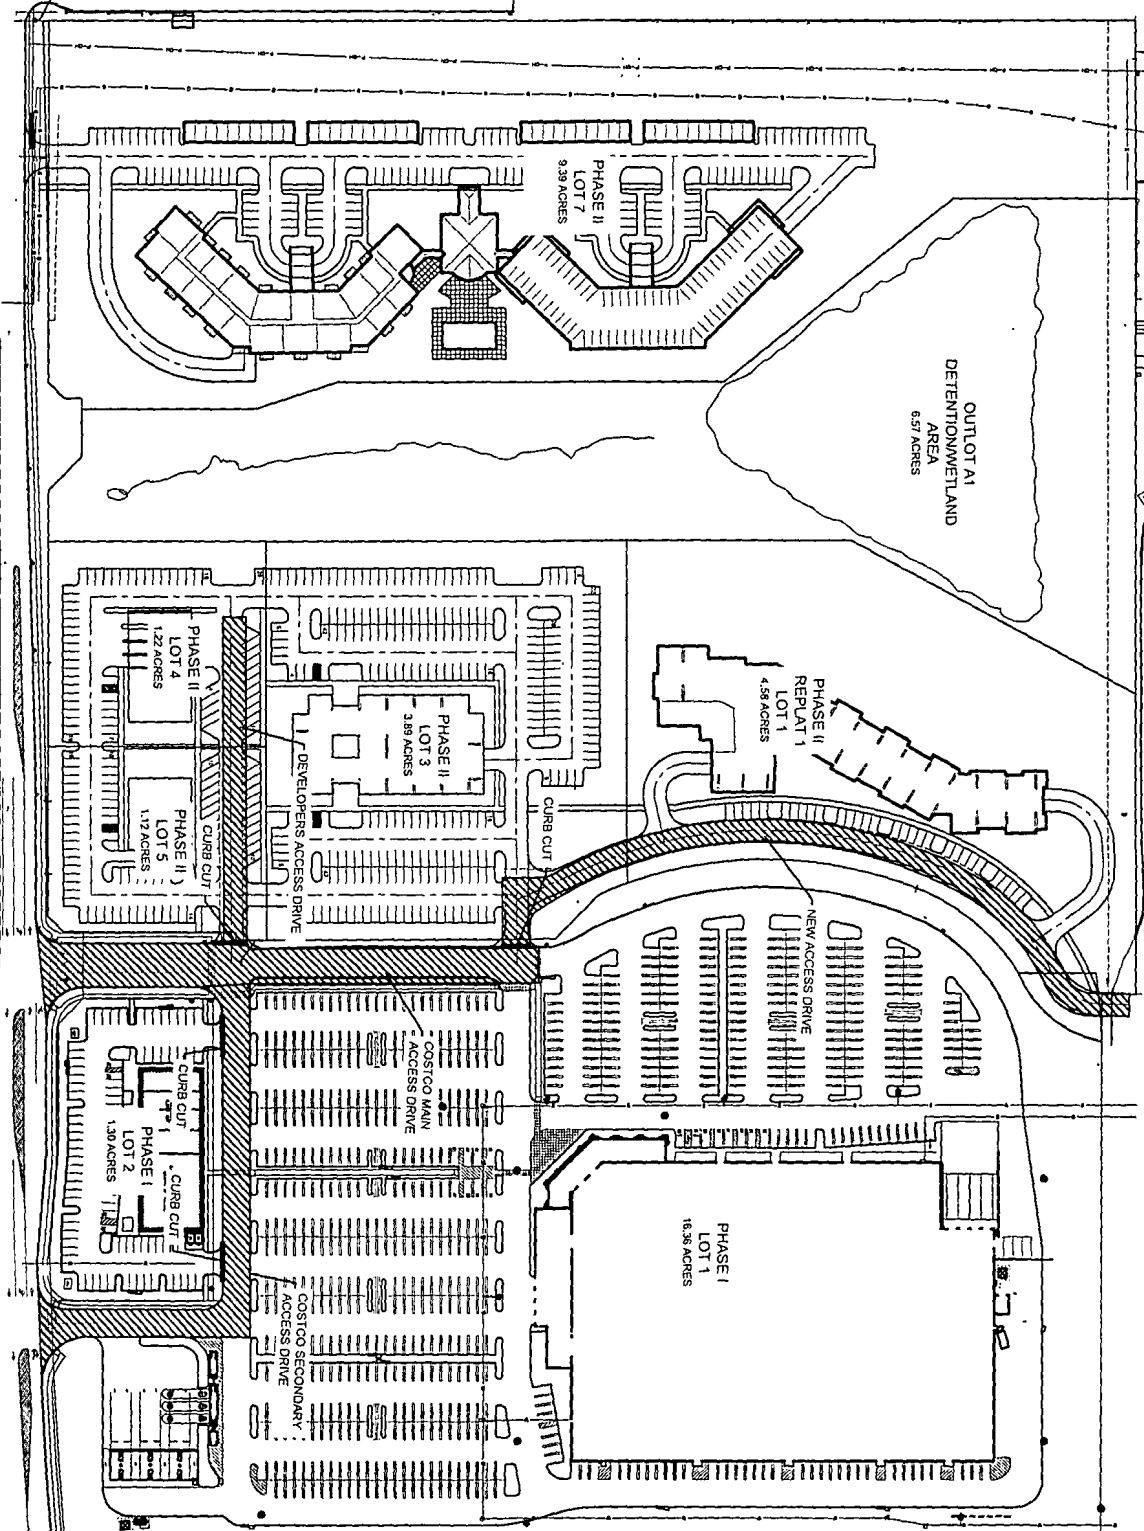 PHASE II
LOT 7
9.39 ACRES
OUTLOT A1
DETENTION/WETLAND
AREA
6.57 ACRES
PHASE II
LOT 4
1.22 ACRES
PHASE II
LOT 3
3.89 ACRES
PHASE II
REPLAT 1
LOT 1
4.58 ACRES
PHASE II
LOT 5
1.12 ACRES
CURB CUT
DEVELOPERS ACCESS DRIVE
CURB CUT
NEW ACCESS DRIVE
COSTCO MAIN
ACCESS DRIVE
CURB CUT
PHASE I
LOT 2
1.30 ACRES
CURB CUT
COSTCO SECONDARY
ACCESS DRIVE
PHASE I
LOT 1
16.36 ACRES